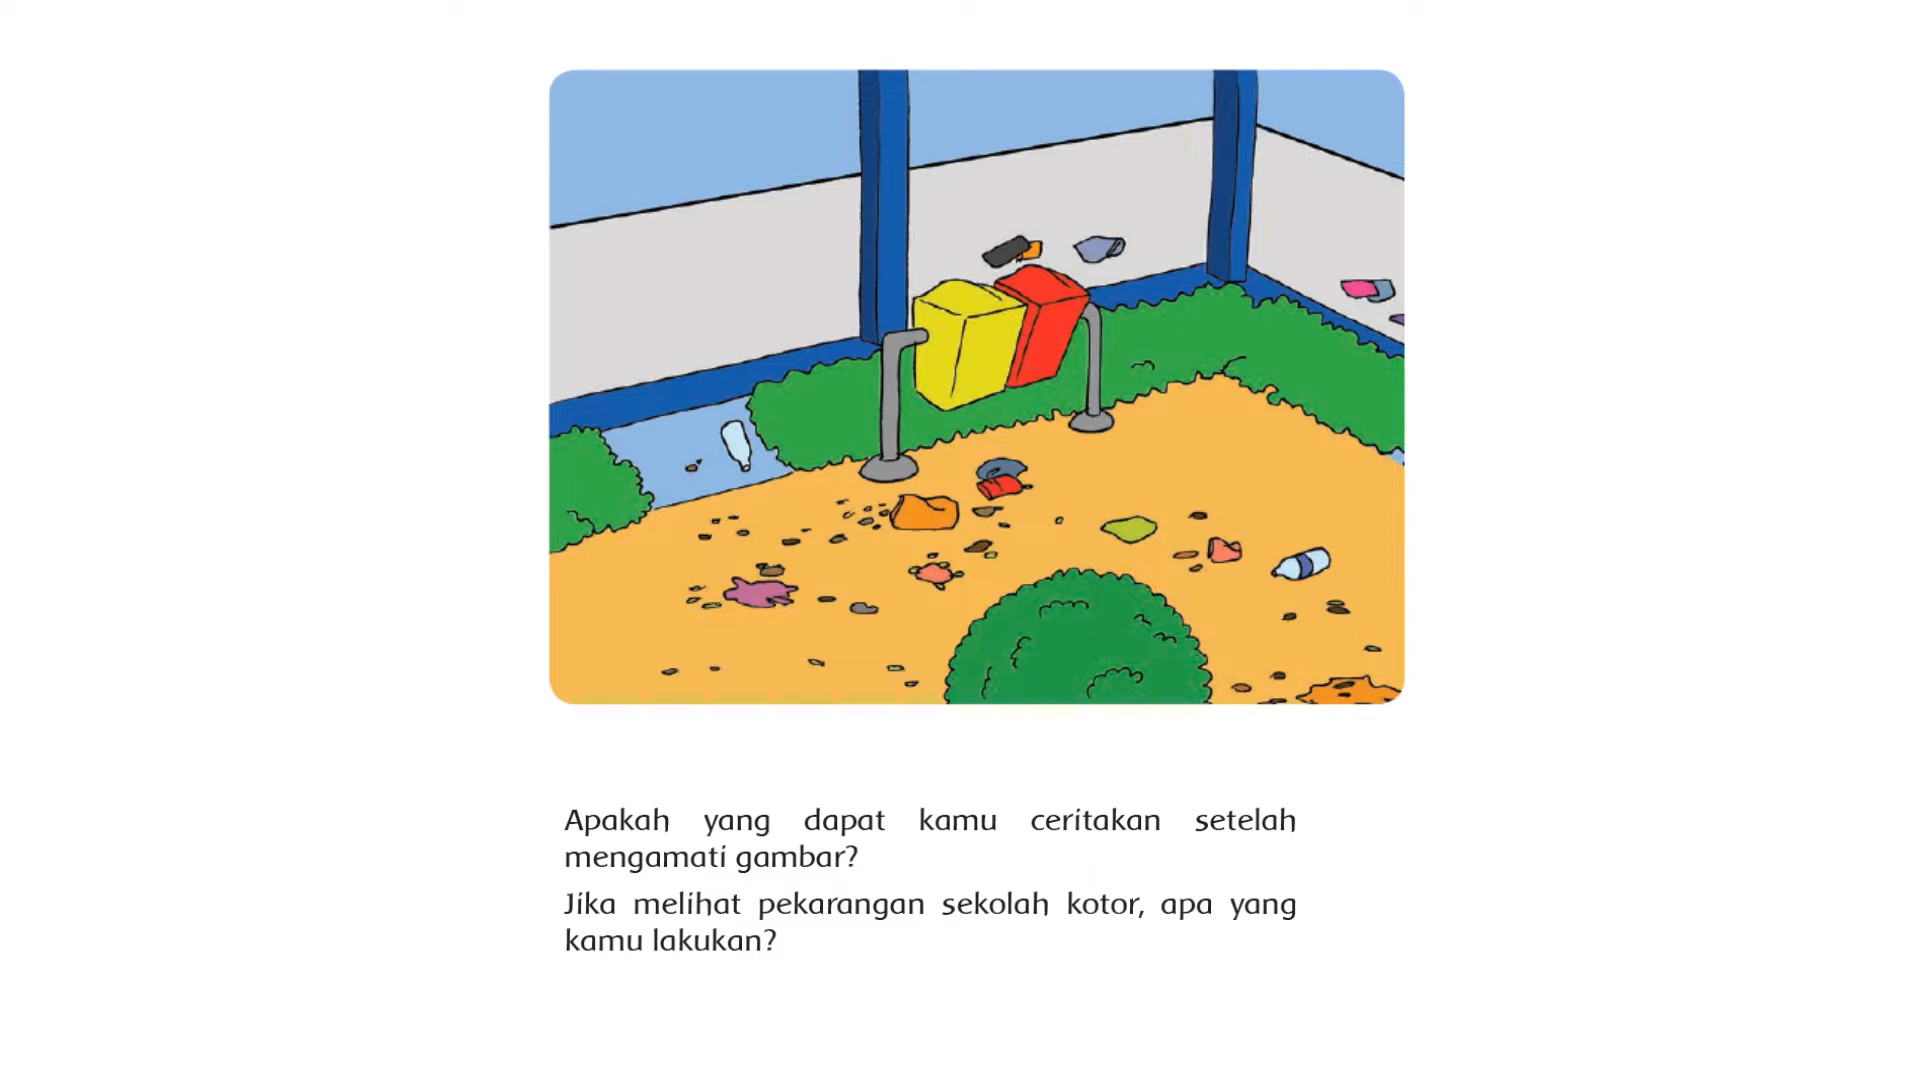 Apakah yang dapat kamu ceritakan setelah
mengamati gambar?
Jika melihat pekarangan sekolah kotor, apa yang
kamu lakukan?